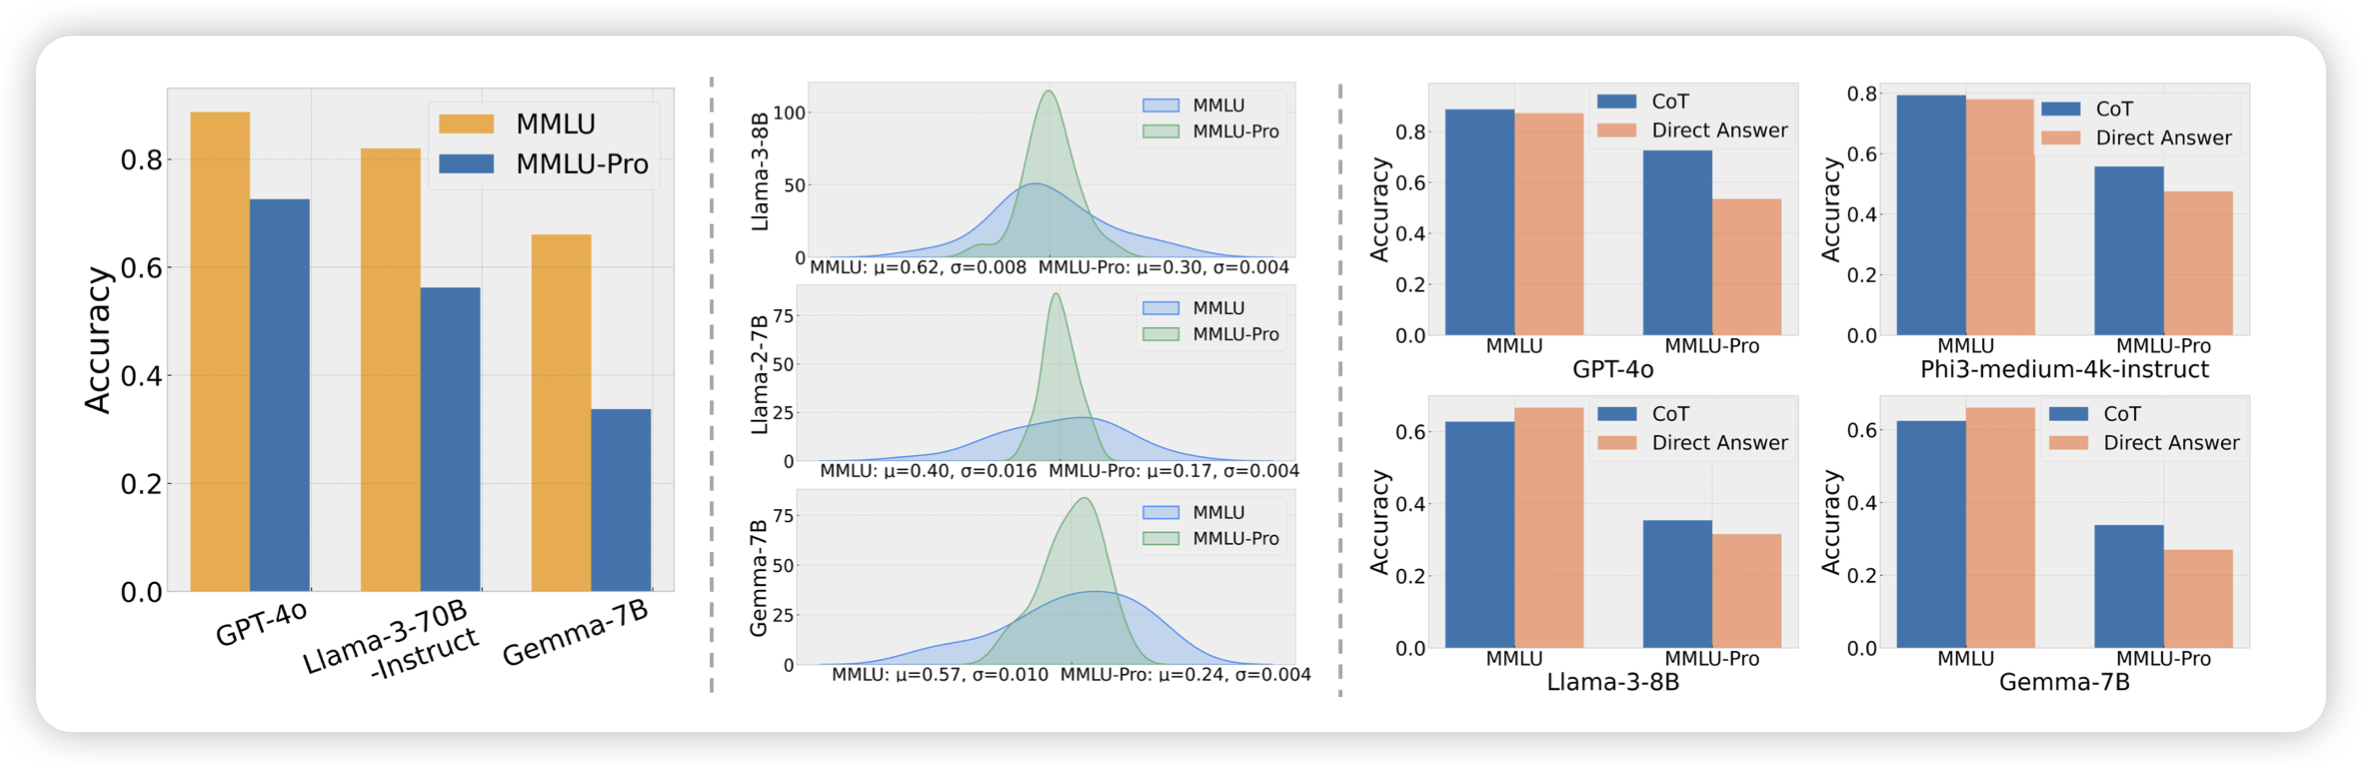 Accuracy
0.8
0.6
0.4
0.2
0.0
MMLU
MMLU-Pro
GPT-4o
Llama-3-70B
-Instruct
Gemma-7B
Llama-3-8B
100
50
0
MMLU
MMLU-Pro
MMLU: μ=0.62, σ=0.008 MMLU-Pro: μ=0.30, σ=0.004
Llama-2-7B
75
50
25
0
MMLU
MMLU-Pro
MMLU: μ=0.40, σ=0.016 MMLU-Pro: μ=0.17, σ=0.004
Gemma-7B
75
50
25
0
MMLU
MMLU-Pro
MMLU: μ=0.57, σ=0.010 MMLU-Pro: μ=0.24, σ=0.004
Accuracy
0.8
0.6
0.4
0.2
0.0
CoT
Direct Answer
MMLU MMLU-Pro
GPT-4o
Accuracy
0.8
0.6
0.4
0.2
0.0
CoT
Direct Answer
MMLU MMLU-Pro
Phi3-medium-4k-instruct
Accuracy
0.6
0.4
0.2
0.0
CoT
Direct Answer
MMLU MMLU-Pro
Llama-3-8B
Accuracy
0.6
0.4
0.2
0.0
CoT
Direct Answer
MMLU MMLU-Pro
Gemma-7B